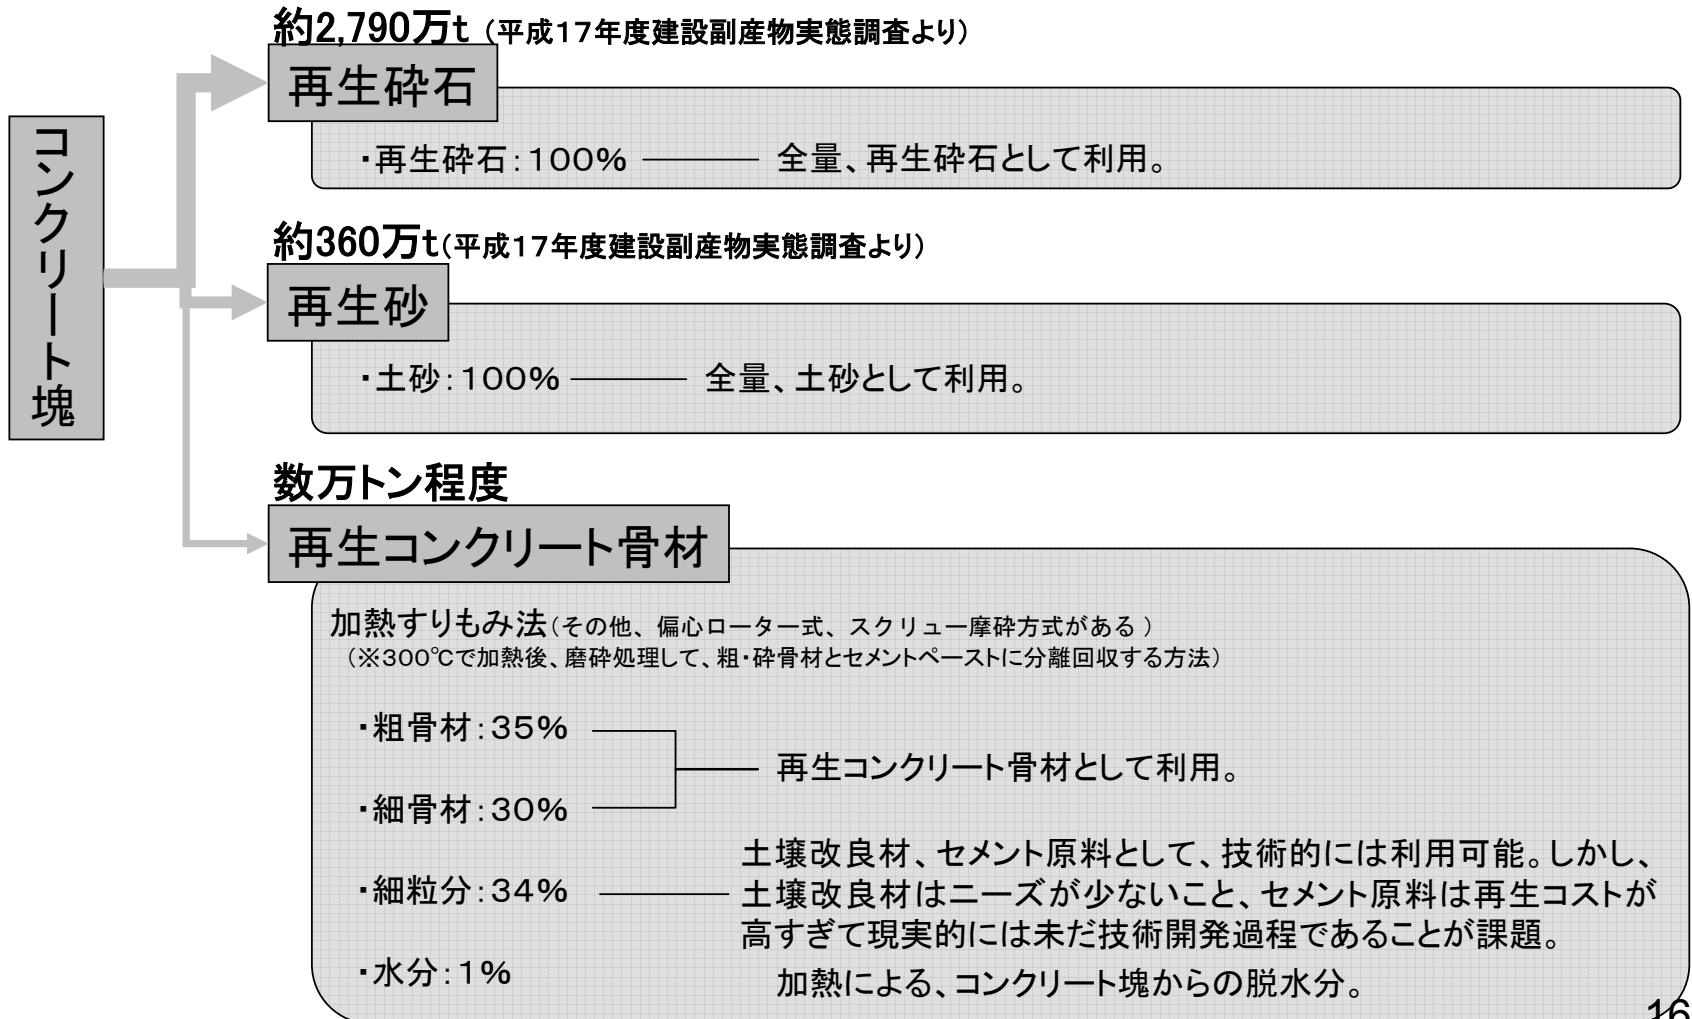 コンクリート塊
約2,790万t（平成17年度建設副産物実態調査より）
再生砕石
・再生砕石：100%
全量、再生砕石として利用。
約360万t（平成17年度建設副産物実態調査より）
再生砂
・土砂：100%
全量、土砂として利用。
数万トン程度
再生コンクリート骨材
加熱すりもみ法（その他、偏心ローター式、スクリュー摩砕方式がある）
（※300℃で加熱後、磨砕処理して、粗・砕骨材とセメントペーストに分離回収する方法）
・粗骨材：35%
再生コンクリート骨材として利用。
・細骨材：30%
・細粒分：34%
土壌改良材、セメント原料として、技術的には利用可能。しかし、
土壌改良材はニーズが少ないこと、セメント原料は再生コストが
高すぎて現実的には未だ技術開発過程であることが課題。
・水分：1%
加熱による、コンクリート塊からの脱水分。
16